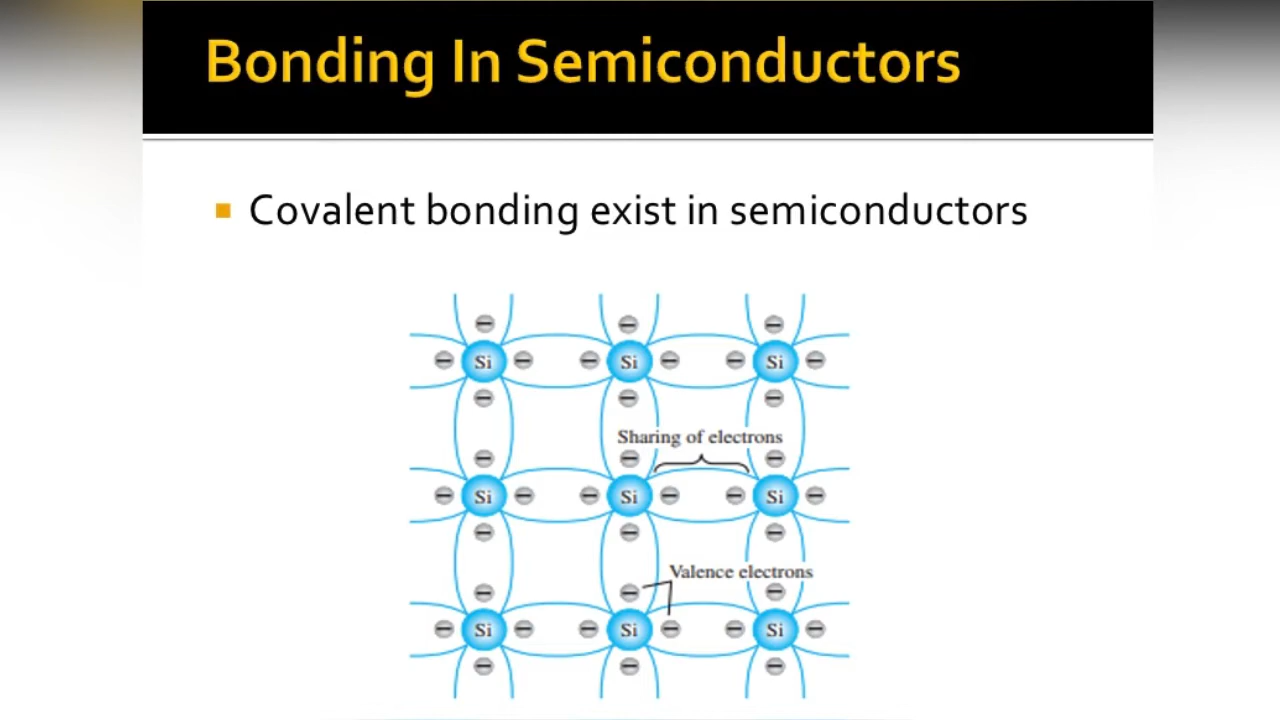 Bonding In Semiconductors
Covalent bonding exist in semiconductors
Si Si Si
Sharing of electrons
Si Si Si
Valence electrons
Si Si Si